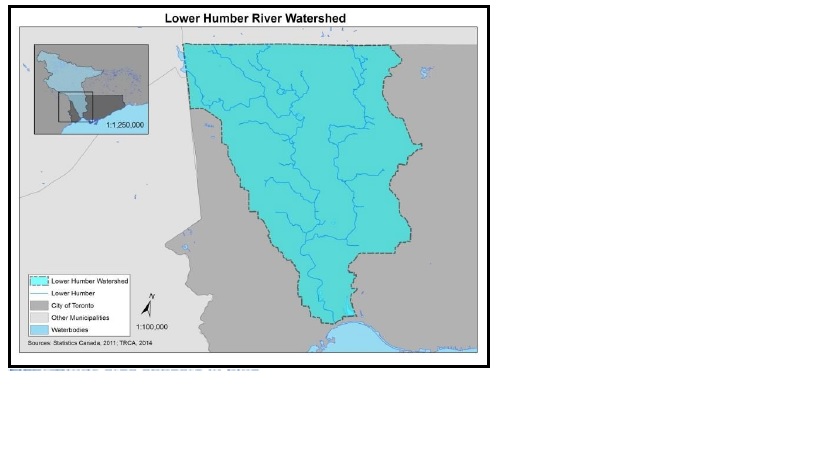 Lower Humber River Watershed
1:1,250,000
Lower Humber Watershed
Lower Humber
City of Toronto
Other Municipalities
Waterbodies
N
1:100,000
Sources: Statistics Canada, 2011; TRCA, 2014